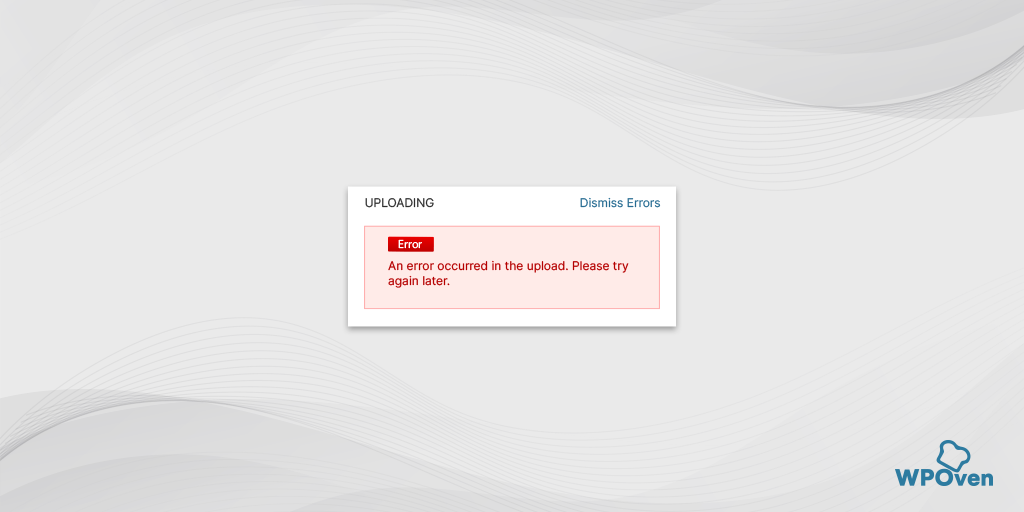 UPLOADING
Dismiss Errors
Error
An error occurred in the upload. Please try
again later.
WPOven